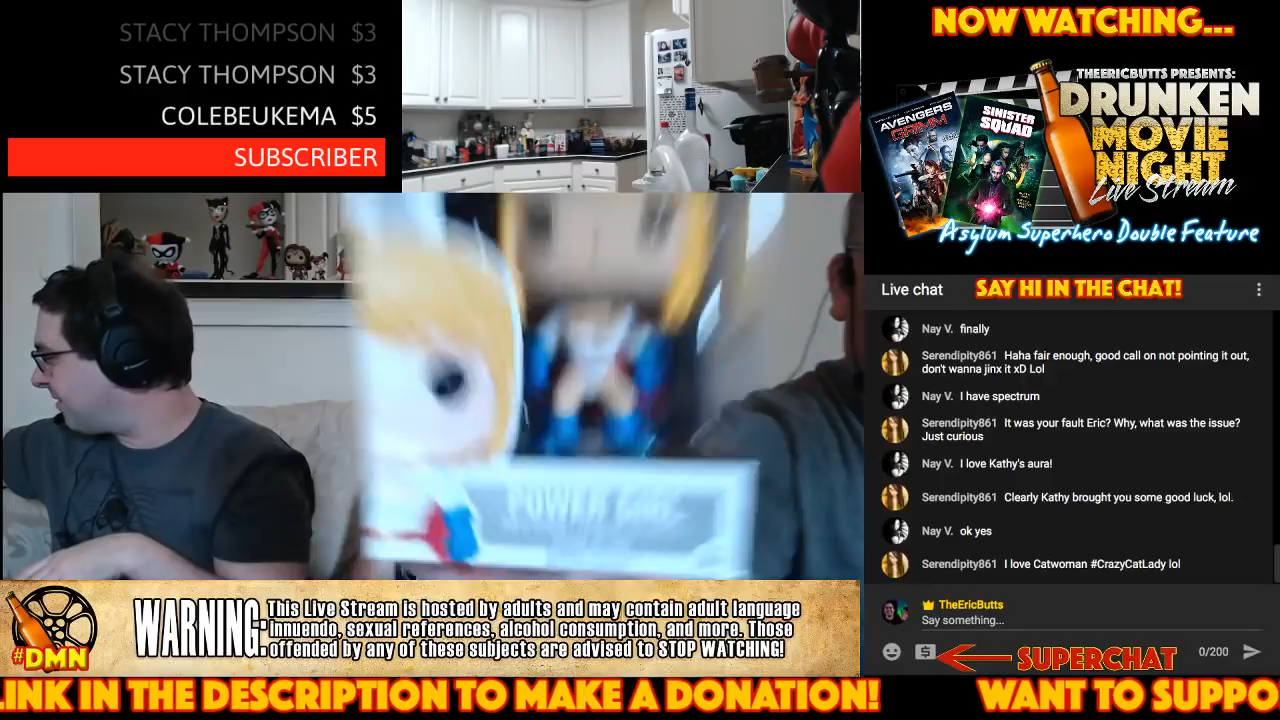 STACY THOMPSON $3
STACY THOMPSON $3
COLEBEUKEMA $5
SUBSCRIBER
NOW WATCHING...
THEERICBUTTS PRESENTS:
DRUNKEN
MOVIE
NIGHT
Live Stream
AVENGERS
GRIMM
SINISTER
SQUAD
Asylum Superhero Double Feature
Live chat
SAY HI IN THE CHAT!
Nay V. finally
Serendipity861 Haha fair enough, good call on not pointing it out,
don't wanna jinx it xD Lol
Nay V. I have spectrum
Serendipity861 It was your fault Eric? Why, what was the issue?
Just curious
Nay V. I love Kathy's aura!
Serendipity861 Clearly Kathy brought you some good luck, lol.
Nay V. ok yes
Serendipity861 I love Catwoman #CrazyCatLady lol
TheEricButts
Say something...
SUPERCHAT
0/200
POWER GIRL
#DMN
WARNING:
This Live Stream is hosted by adults and may contain adult language
innuendo, sexual references, alcohol consumption, and more. Those
offended by any of these subjects are advised to STOP WATCHING!
LINK IN THE DESCRIPTION TO MAKE A DONATION! WANT TO SUPPO